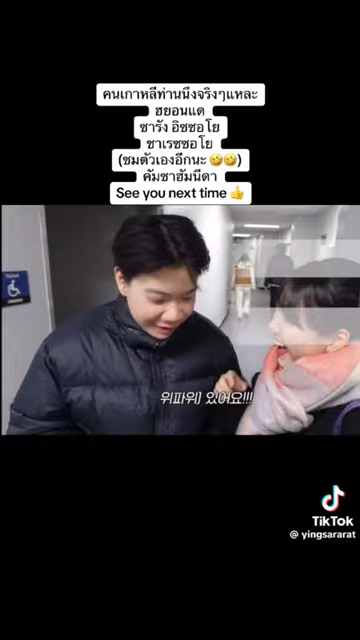 คนเกาหลีท่านนึงจริงๆแหละ
ฮยอนแด
ซารัง อิซซอโย
ชาเรซซอโย
(ชมตัวเองอีกนะ 🤣🤣)
คัมซาฮัมนีดา
See you next time 👍
위파위) 있어요!!!
TikTok
@ yingsararat